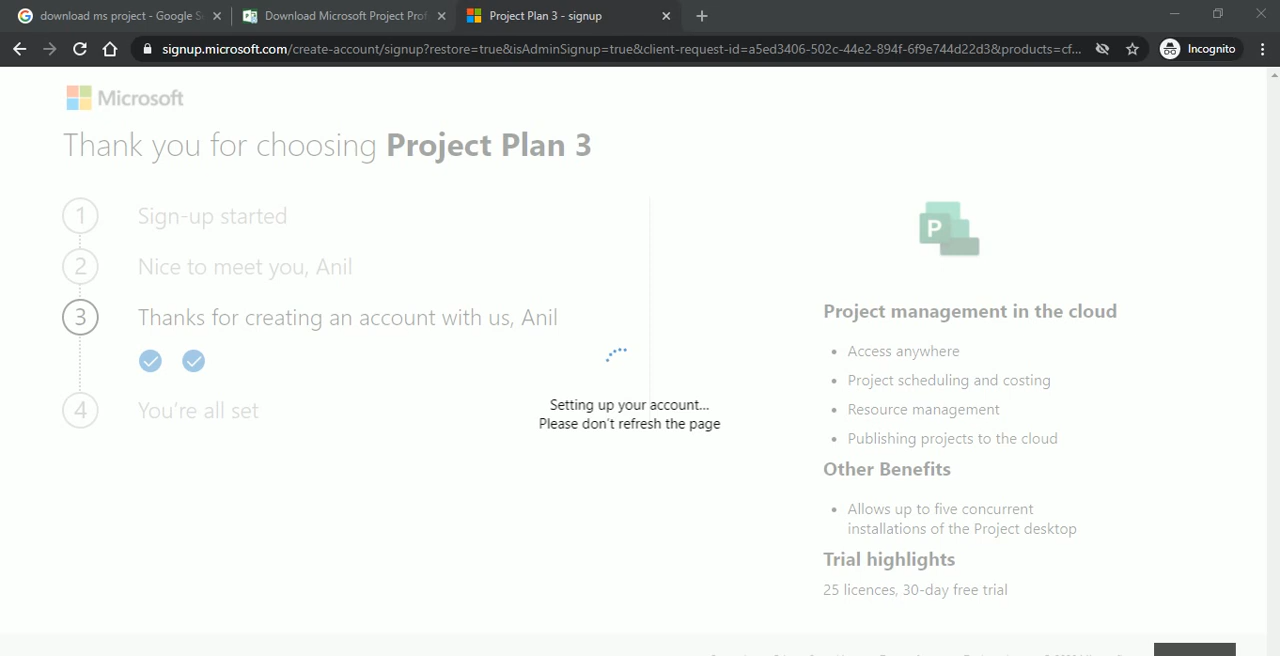 download ms project - Google S
Download Microsoft Project Prof
Project Plan 3 - signup
signup.microsoft.com/create-account/signup?restore=true&isAdminSignup=true&client-request-id=a5ed3406-502c-44e2-894f-6f9e744d22d3&products=cf...
Incognito
Microsoft
Thank you for choosing Project Plan 3
1 Sign-up started
2 Nice to meet you, Anil
3 Thanks for creating an account with us, Anil
4 You're all set
Setting up your account...
Please don't refresh the page
P
Project management in the cloud
• Access anywhere
• Project scheduling and costing
• Resource management
• Publishing projects to the cloud
Other Benefits
• Allows up to five concurrent
installations of the Project desktop
Trial highlights
25 licences, 30-day free trial